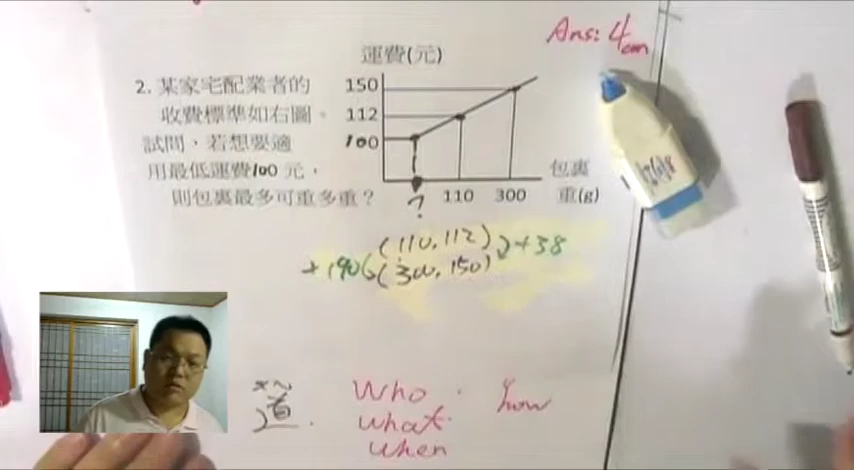 Ans: 4cm
2. 某家宅配業者的
收費標準如右圖。
試問，若想要適
用最低運費100元，
則包裹最多可重多重？
運費(元)
150
112
100
110 300
包裹
重(g)
?
(110, 112)
+38
+190
(300, 150)
Who
what
when
how